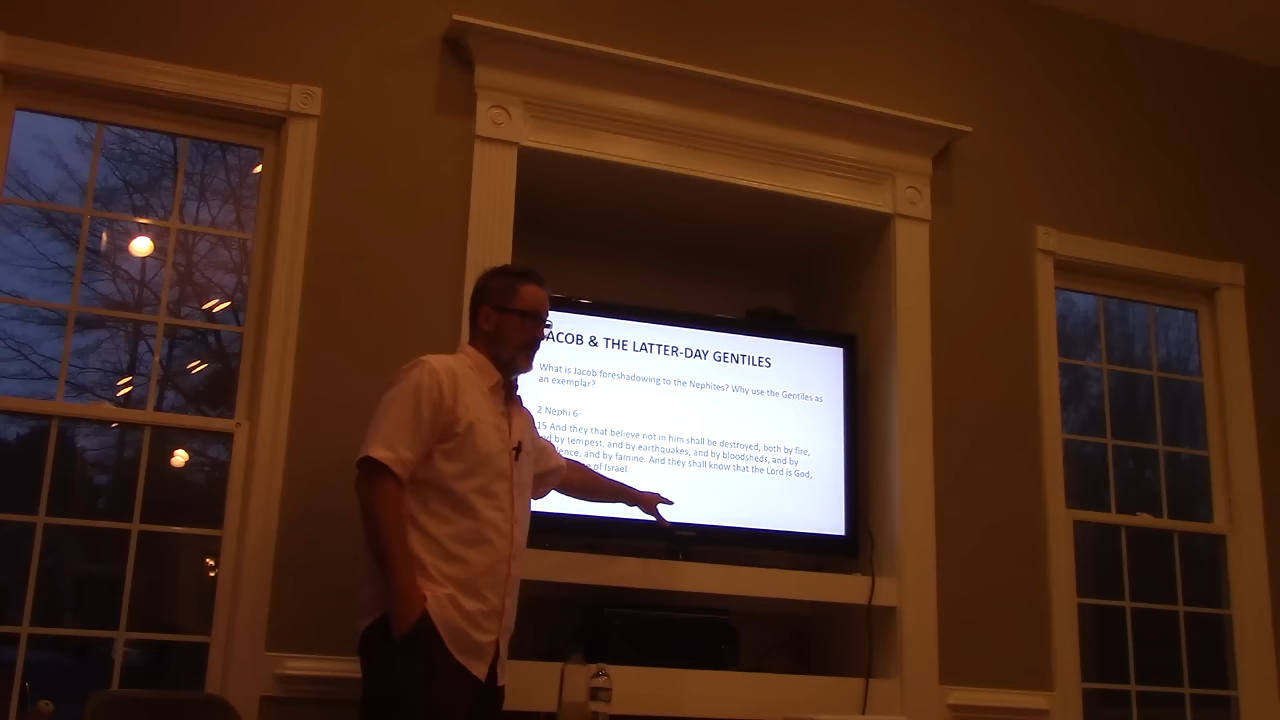 JACOB & THE LATTER-DAY GENTILES
What is Jacob foreshadowing to the Nephites? Why use the Gentiles as
an exemplar?
2 Nephi 6
15 And they that believe not in him shall be destroyed, both by fire,
by tempest, and by earthquakes, and by bloodsheds, and by
and by famine. And they shall know that the Lord is God,
of Israel.